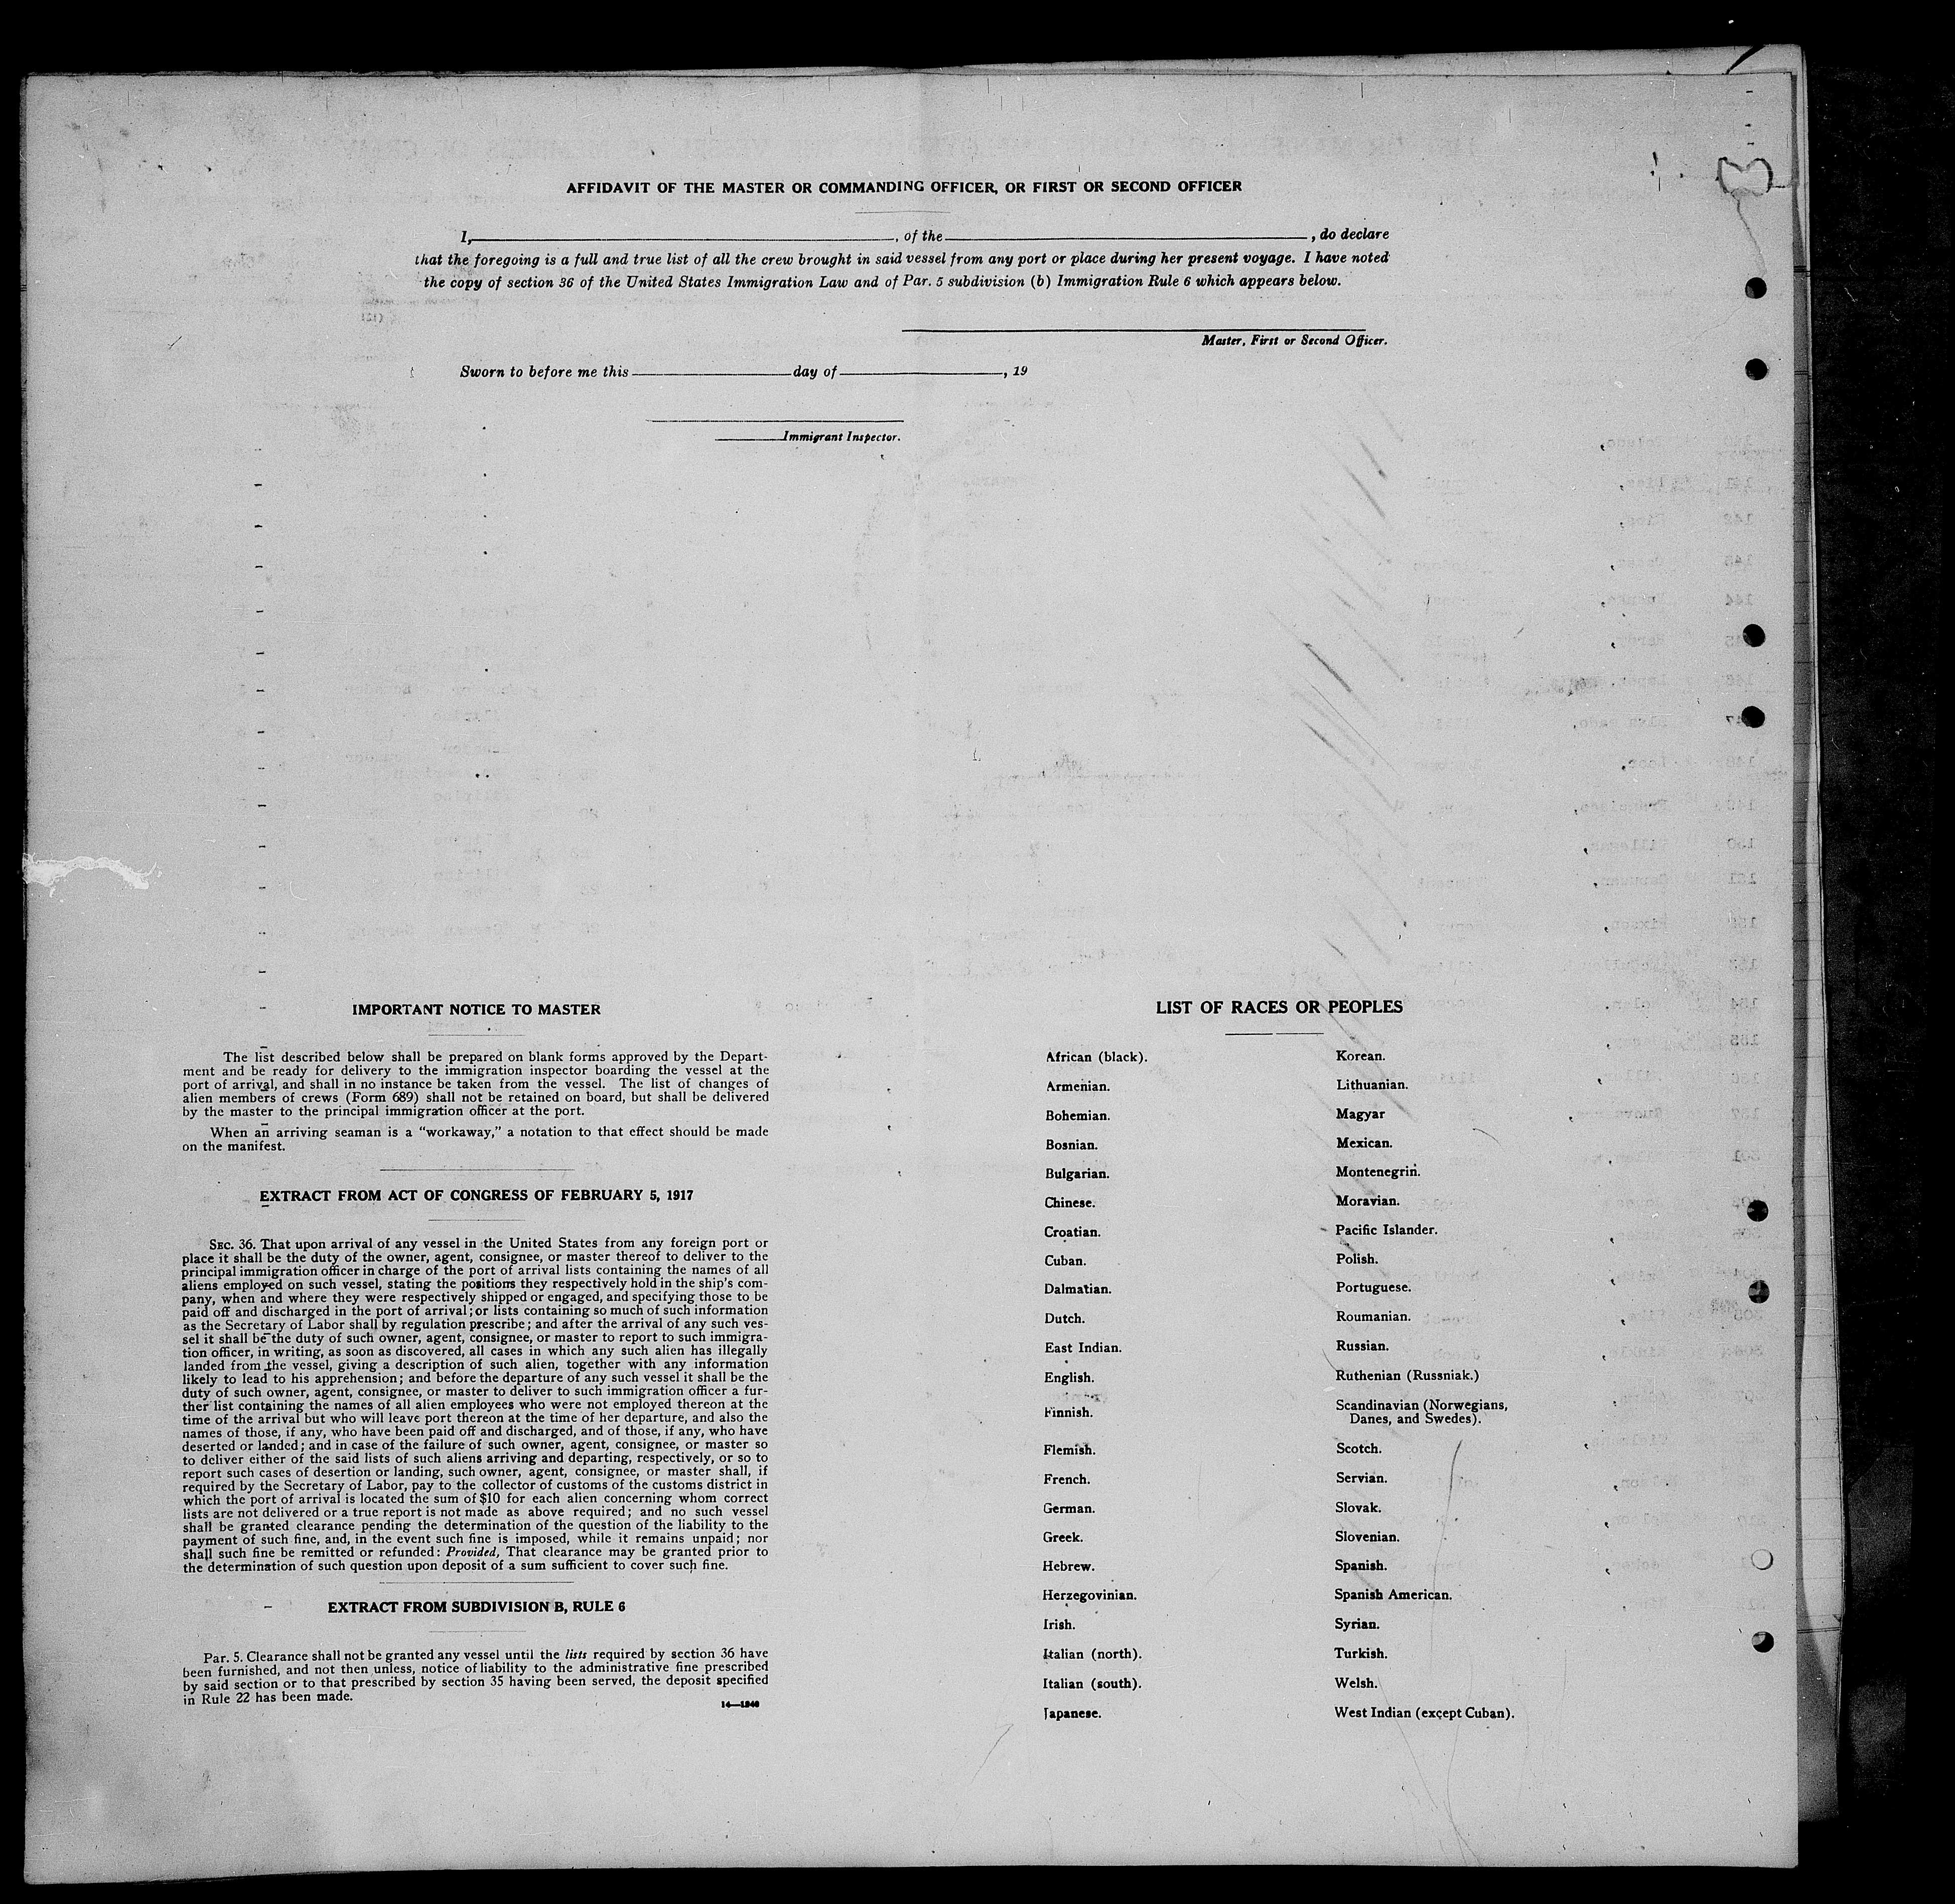 AFFIDAVIT OF THE MASTER OR COMMANDING OFFICER, OR FIRST OR SECOND OFFICER
I, , of the , do declare
that the foregoing is a full and true list of all the crew brought in said vessel from any port or place during her present voyage. I have noted
the copy of section 36 of the United States Immigration Law and of Par. 5 subdivision (b) Immigration Rule 6 which appears below.
Master, First or Second Officer.
Sworn to before me this day of , 19
Immigrant Inspector.
IMPORTANT NOTICE TO MASTER
The list described below shall be prepared on blank forms approved by the Depart-
ment and be ready for delivery to the immigration inspector boarding the vessel at the
port of arrival, and shall in no instance be taken from the vessel. The list of changes of
alien members of crews (Form 689) shall not be retained on board, but shall be delivered
by the master to the principal immigration officer at the port.
When an arriving seaman is a “workaway,” a notation to that effect should be made
on the manifest.
EXTRACT FROM ACT OF CONGRESS OF FEBRUARY 5, 1917
SEC. 36. That upon arrival of any vessel in the United States from any foreign port or
place it shall be the duty of the owner, agent, consignee, or master thereof to deliver to the
principal immigration officer in charge of the port of arrival lists containing the names of all
aliens employed on such vessel, stating the positions they respectively hold in the ship's com-
pany, when and where they were respectively shipped or engaged, and specifying those to be
paid off and discharged in the port of arrival; or lists containing so much of such information
as the Secretary of Labor shall by regulation prescribe; and after the arrival of any such ves-
sel it shall be the duty of such owner, agent, consignee, or master to report to such immigra-
tion officer, in writing, as soon as discovered, all cases in which any such alien has illegally
landed from the vessel, giving a description of such alien, together with any information
likely to lead to his apprehension; and before the departure of any such vessel it shall be the
duty of such owner, agent, consignee, or master to deliver to such immigration officer a fur-
ther list containing the names of all alien employees who were not employed thereon at the
time of the arrival but who will leave port thereon at the time of her departure, and also the
names of those, if any, who have been paid off and discharged, and of those, if any, who have
deserted or landed; and in case of the failure of such owner, agent, consignee, or master so
to deliver either of the said lists of such aliens arriving and departing, respectively, or so to
report such cases of desertion or landing, such owner, agent, consignee, or master shall, if
required by the Secretary of Labor, pay to the collector of customs of the customs district in
which the port of arrival is located the sum of $10 for each alien concerning whom correct
lists are not delivered or a true report is not made as above required; and no such vessel
shall be granted clearance pending the determination of the question of the liability to the
payment of such fine, and, in the event such fine is imposed, while it remains unpaid; nor
shall such fine be remitted or refunded: Provided, That clearance may be granted prior to
the determination of such question upon deposit of a sum sufficient to cover such fine.
EXTRACT FROM SUBDIVISION B, RULE 6
Par. 5. Clearance shall not be granted any vessel until the lists required by section 36 have
been furnished, and not then unless, notice of liability to the administrative fine prescribed
by said section or to that prescribed by section 35 having been served, the deposit specified
in Rule 22 has been made.
14—1940
LIST OF RACES OR PEOPLES
African (black).
Armenian.
Bohemian.
Bosnian.
Bulgarian.
Chinese.
Croatian.
Cuban.
Dalmatian.
Dutch.
East Indian.
English.
Finnish.
Flemish.
French.
German.
Greek.
Hebrew.
Herzegovinian.
Irish.
Italian (north).
Italian (south).
Japanese.
Korean.
Lithuanian.
Magyar
Mexican.
Montenegrin.
Moravian.
Pacific Islander.
Polish.
Portuguese.
Roumanian.
Russian.
Ruthenian (Russniak.)
Scandinavian (Norwegians,
Danes, and Swedes).
Scotch.
Servian.
Slovak.
Slovenian.
Spanish.
Spanish American.
Syrian.
Turkish.
Welsh.
West Indian (except Cuban).